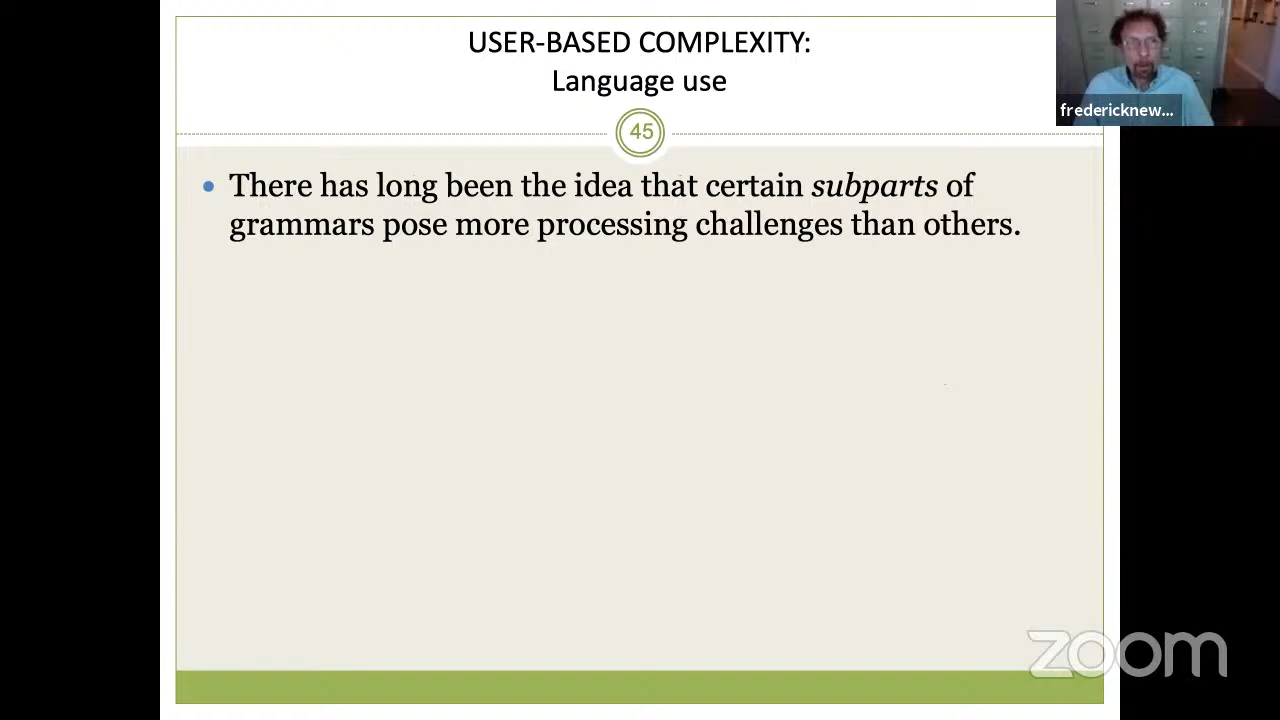 USER-BASED COMPLEXITY:
Language use
45
fredericknew...
• There has long been the idea that certain subparts of
grammars pose more processing challenges than others.
zoom